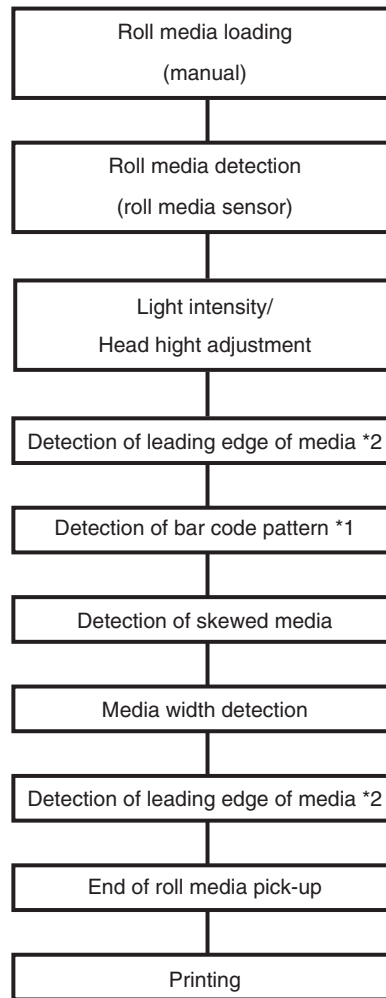 Roll media loading
(manual)
Roll media detection
(roll media sensor)
Light intensity/
Head hight adjustment
Detection of leading edge of media *2
Detection of bar code pattern *1
Detection of skewed media
Media width detection
Detection of leading edge of media *2
End of roll media pick-up
Printing